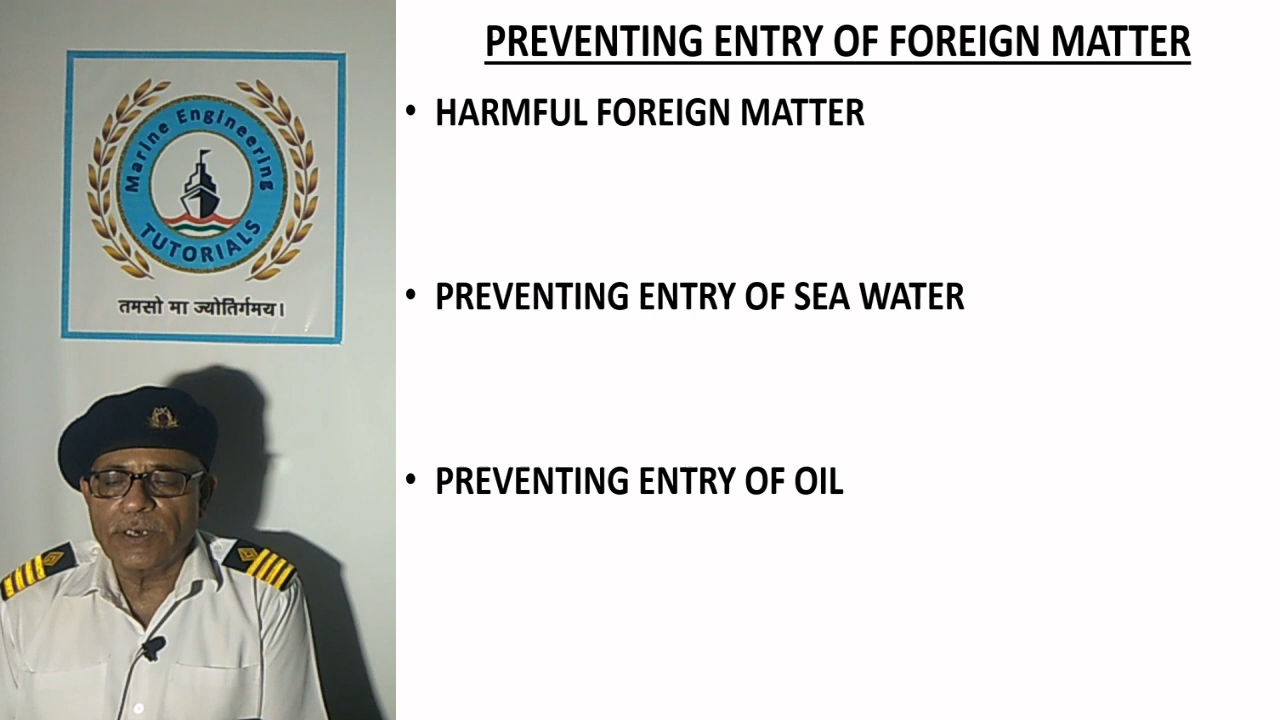 Marine Engineering
TUTORIALS
तमसो मा ज्योतिर्गमय।
PREVENTING ENTRY OF FOREIGN MATTER
• HARMFUL FOREIGN MATTER
• PREVENTING ENTRY OF SEA WATER
• PREVENTING ENTRY OF OIL